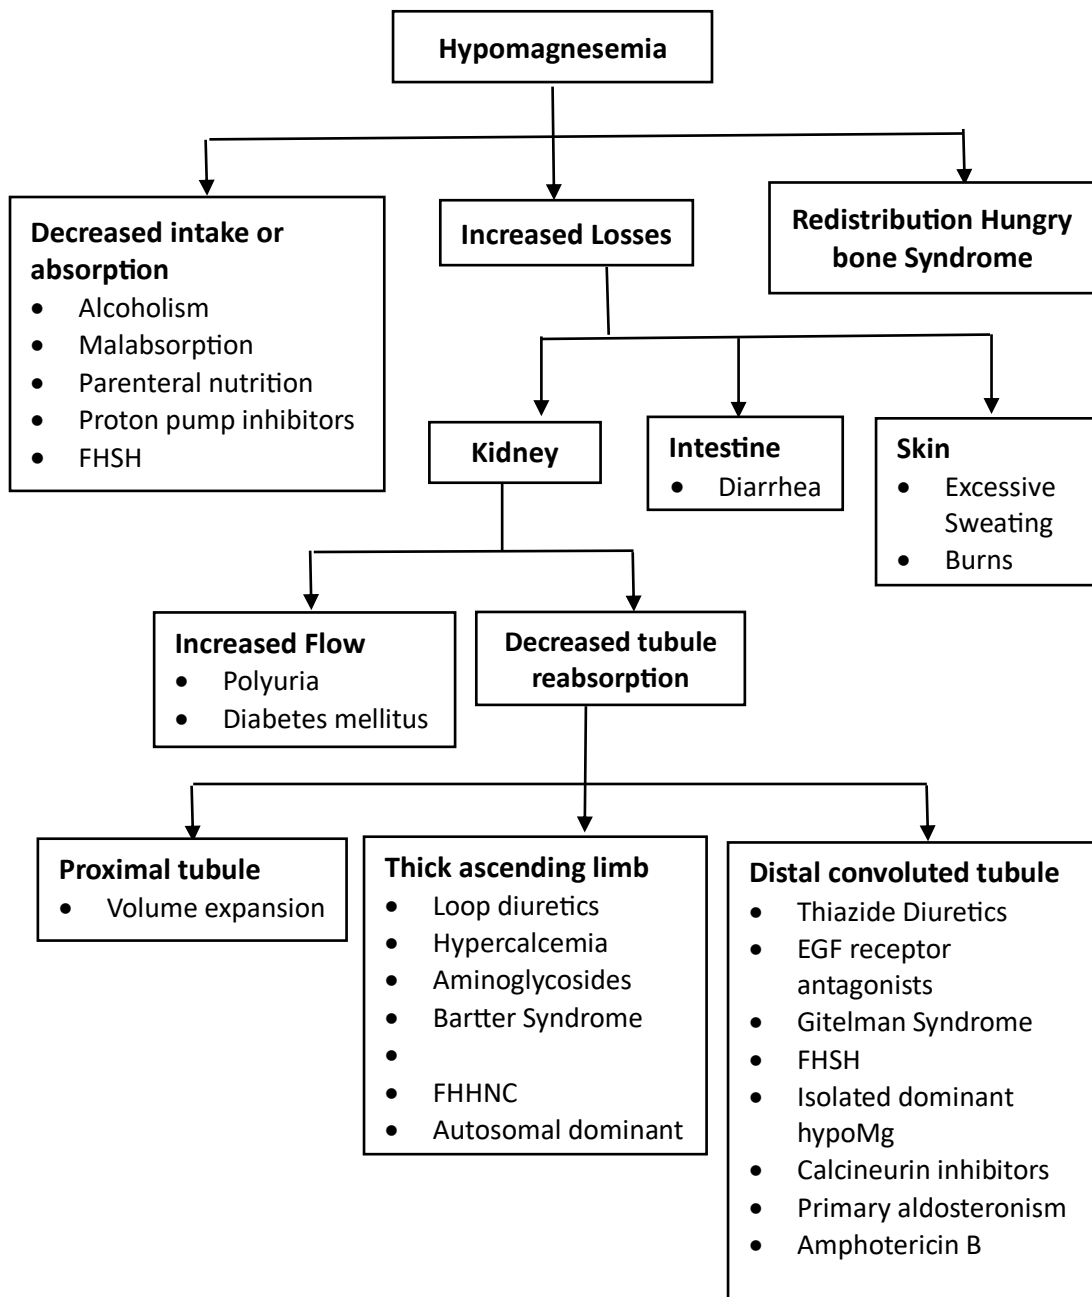 Hypomagnesemia
Decreased intake or
absorption
• Alcoholism
• Malabsorption
• Parenteral nutrition
• Proton pump inhibitors
• FHSH
Increased Losses
Redistribution Hungry
bone Syndrome
Kidney
Intestine
• Diarrhea
Skin
• Excessive
Sweating
• Burns
Increased Flow
• Polyuria
• Diabetes mellitus
Decreased tubule
reabsorption
Proximal tubule
• Volume expansion
Thick ascending limb
• Loop diuretics
• Hypercalcemia
• Aminoglycosides
• Bartter Syndrome
•
• FHHNC
• Autosomal dominant
Distal convoluted tubule
• Thiazide Diuretics
• EGF receptor
antagonists
• Gitelman Syndrome
• FHSH
• Isolated dominant
hypoMg
• Calcineurin inhibitors
• Primary aldosteronism
• Amphotericin B